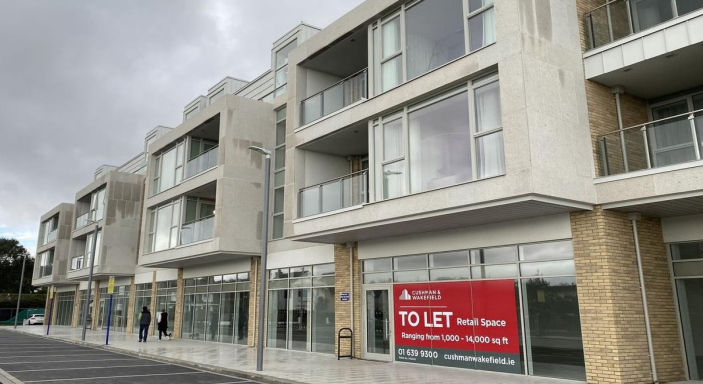 CUSHMAN &
WAKEFIELD
TO LET Retail Space
Ranging from 1,000 - 14,000 sq ft
01 639 9300 cushmanwakefield.ie